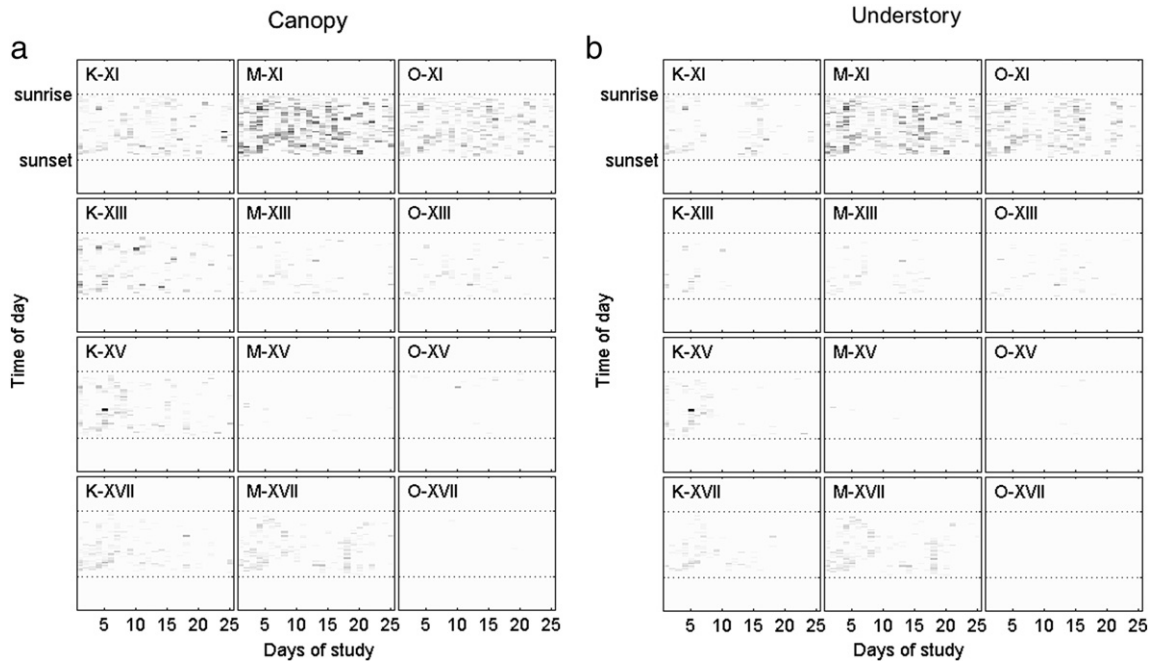 Canopy
Understory
a
b
K-XI M-XI O-XI
sunrise
sunset
K-XIII M-XIII O-XIII
K-XV M-XV O-XV
K-XVII M-XVII O-XVII
Time of day
5 10 15 20 25 5 10 15 20 25 5 10 15 20 25
Days of study
K-XI M-XI O-XI
sunrise
sunset
K-XIII M-XIII O-XIII
K-XV M-XV O-XV
K-XVII M-XVII O-XVII
Time of day
5 10 15 20 25 5 10 15 20 25 5 10 15 20 25
Days of study